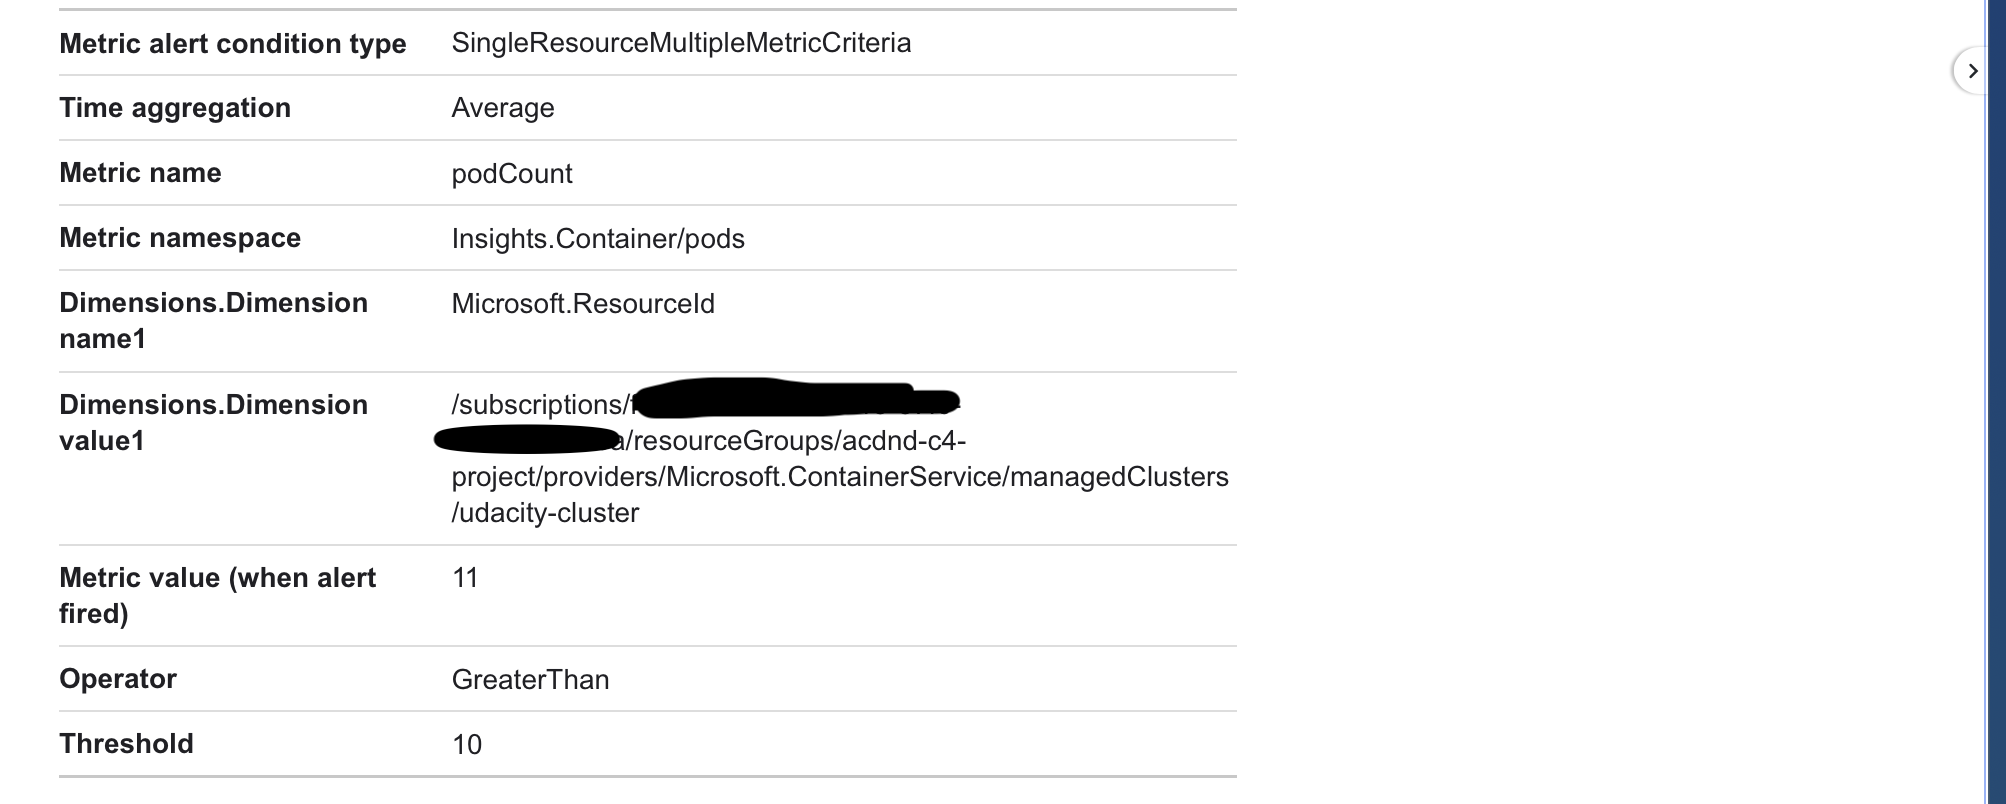 Metric alert condition type SingleResourceMultipleMetricCriteria
Time aggregation Average
Metric name podCount
Metric namespace Insights.Container/pods
Dimensions.Dimension Microsoft.ResourceId
name1
Dimensions.Dimension /subscriptions/
value1 /resourceGroups/acdnd-c4-
project/providers/Microsoft.ContainerService/managedClusters
/udacity-cluster
Metric value (when alert 11
fired)
Operator GreaterThan
Threshold 10